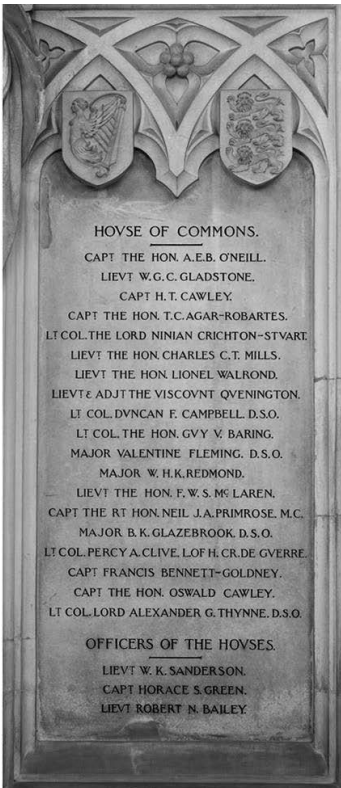 HOVSE OF COMMONS.
CAPT THE HON. A.E.B. O'NEILL.
LIEVT W.G.C. GLADSTONE.
CAPT H.T. CAWLEY.
CAPT THE HON. T.C. AGAR-ROBARTES.
LT COL. THE LORD NINIAN CRICHTON-STVART.
LIEVT THE HON. CHARLES C.T. MILLS.
LIEVT THE HON. LIONEL WALROND.
LIEVT & ADJT THE VISCOVNT QVENINGTON.
LT COL. DVNCAN F. CAMPBELL. D.S.O.
LT COL. THE HON. GVY V. BARING.
MAJOR VALENTINE FLEMING. D.S.O.
MAJOR W.H.K. REDMOND.
LIEVT THE HON. F.W.S. Mc LAREN.
CAPT THE RT HON. NEIL J.A. PRIMROSE. M.C.
MAJOR B.K. GLAZEBROOK. D.S.O.
LT COL. PERCY A. CLIVE, L OF H, CR. DE GVERRE.
CAPT FRANCIS BENNETT-GOLDNEY.
CAPT THE HON. OSWALD CAWLEY.
LT COL. LORD ALEXANDER G. THYNNE. D.S.O.
OFFICERS OF THE HOVSES.
LIEVT W.K. SANDERSON.
CAPT HORACE S. GREEN.
LIEVT ROBERT N. BAILEY.